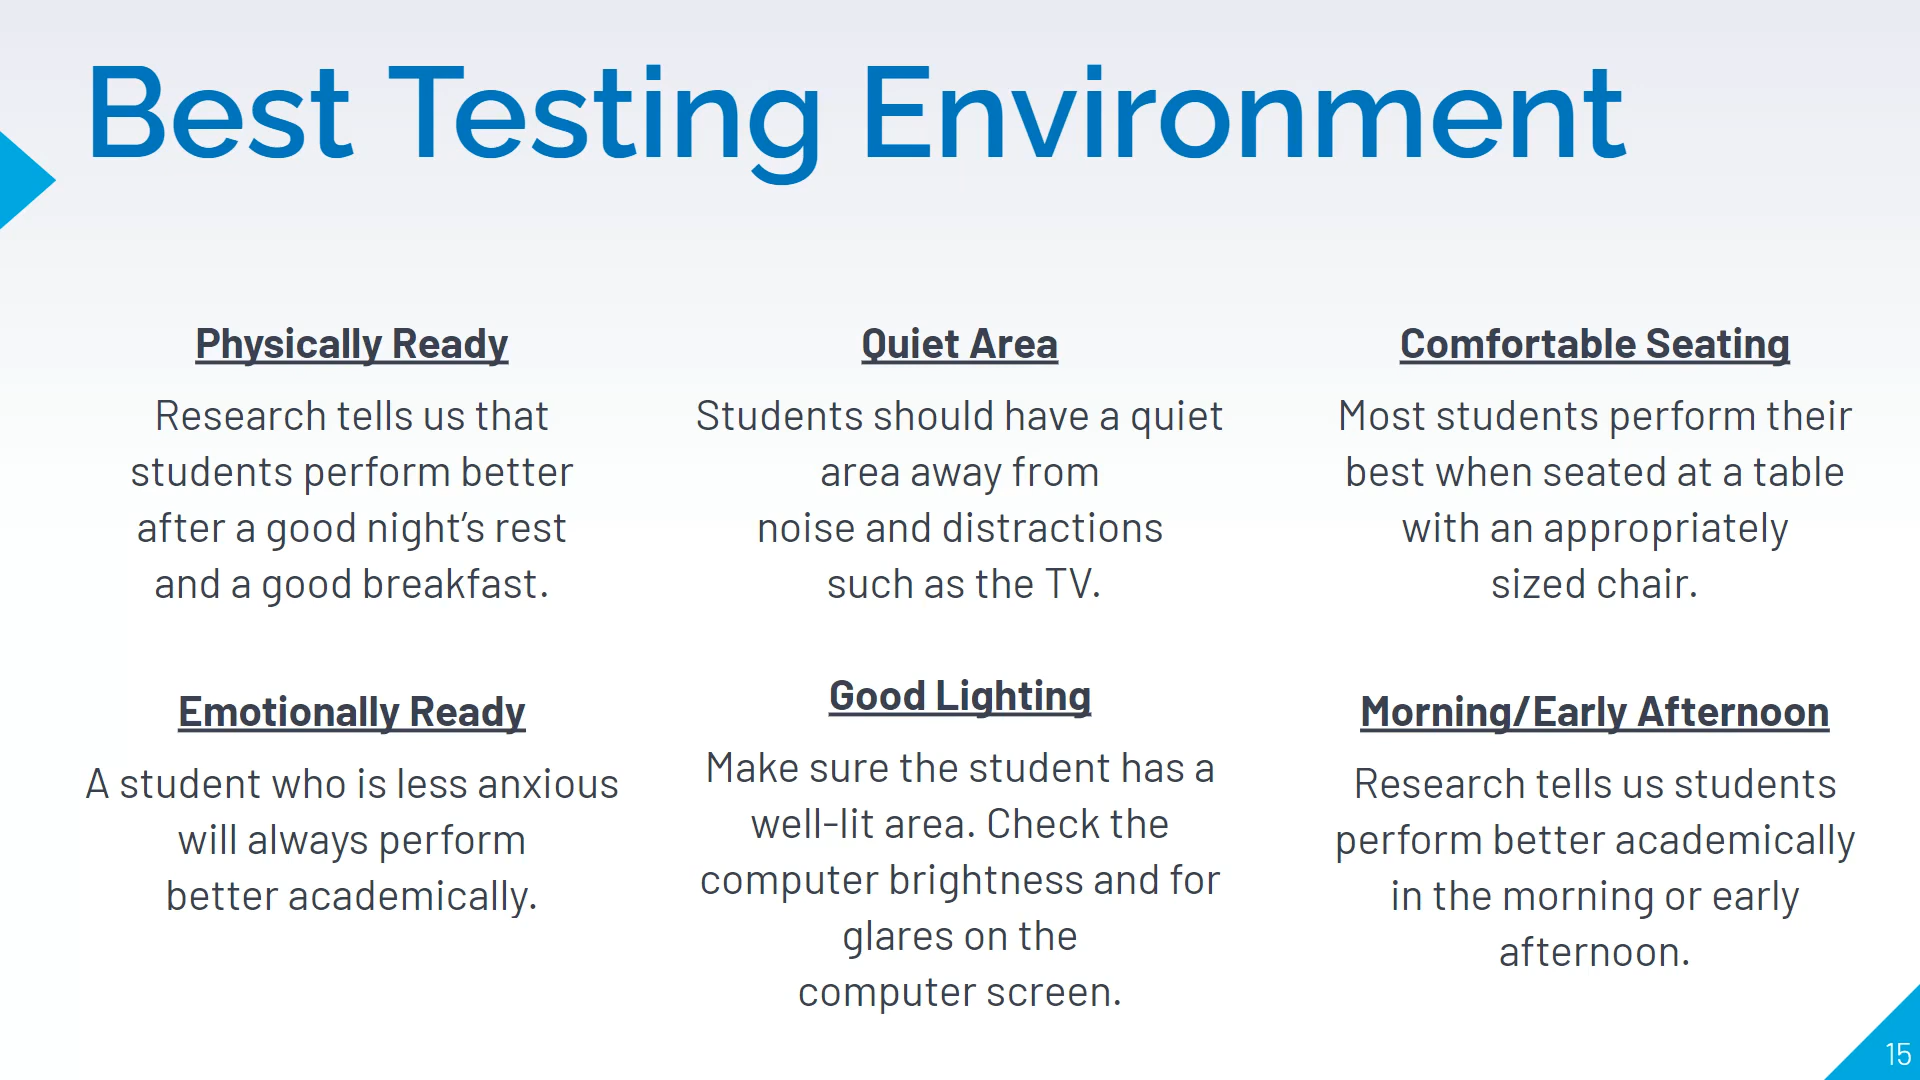 Best Testing Environment
Physically Ready
Research tells us that
students perform better
after a good night’s rest
and a good breakfast.
Quiet Area
Students should have a quiet
area away from
noise and distractions
such as the TV.
Comfortable Seating
Most students perform their
best when seated at a table
with an appropriately
sized chair.
Emotionally Ready
A student who is less anxious
will always perform
better academically.
Good Lighting
Make sure the student has a
well-lit area. Check the
computer brightness and for
glares on the
computer screen.
Morning/Early Afternoon
Research tells us students
perform better academically
in the morning or early
afternoon.
15